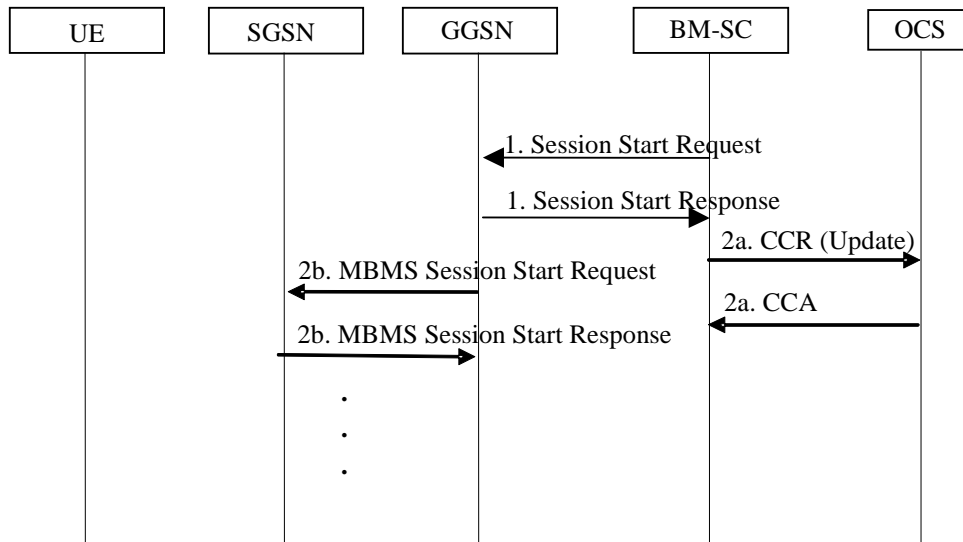 UE
SGSN
GGSN
BM-SC
OCS
1. Session Start Request
1. Session Start Response
2a. CCR (Update)
2b. MBMS Session Start Request
2a. CCA
2b. MBMS Session Start Response
.
.
.